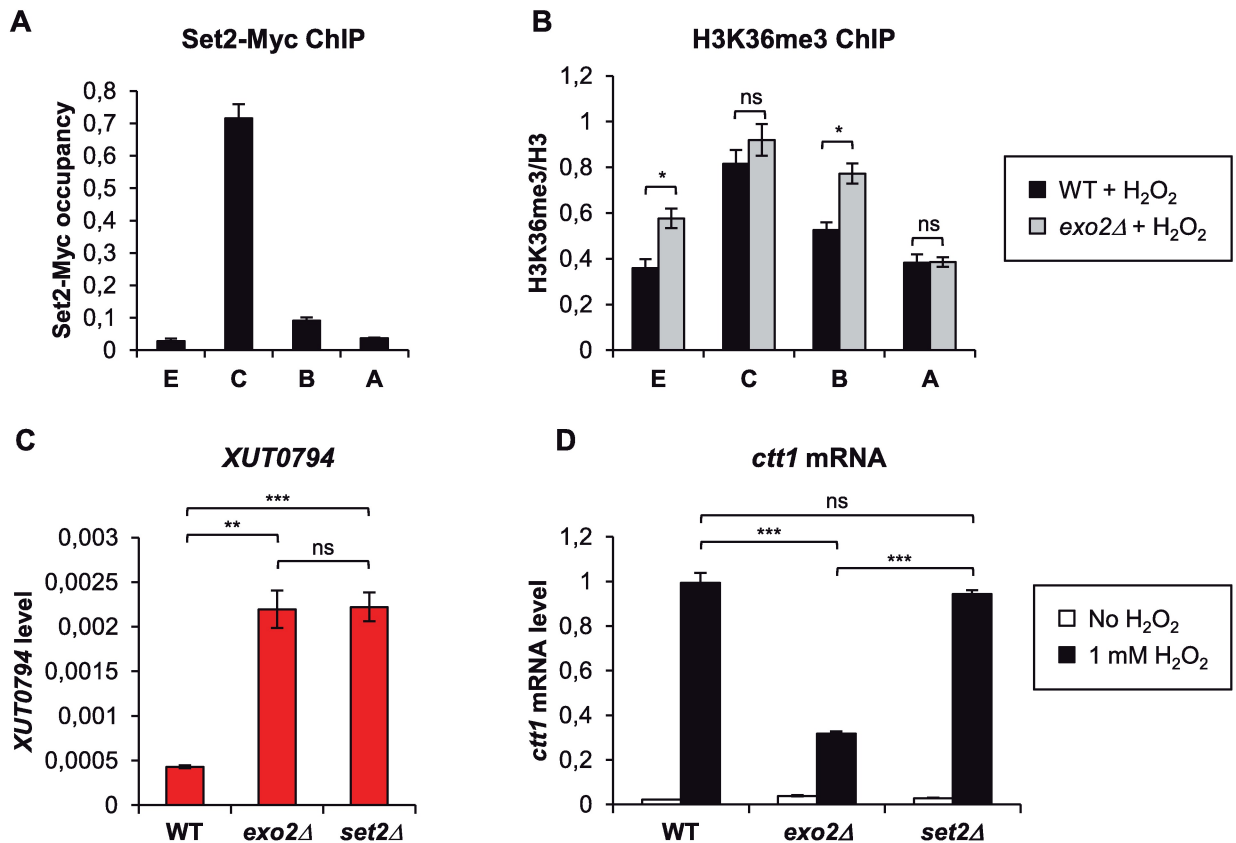 A
Set2-Myc ChIP
Set2-Myc occupancy
0,8
0,7
0,6
0,5
0,4
0,3
0,2
0,1
0
E C B A
B
H3K36me3 ChIP
H3K36me3/H3
1,2
1
0,8
0,6
0,4
0,2
0
*
ns
*
ns
E C B A
WT + H₂O₂
exo2Δ + H₂O₂
C
XUT0794
XUT0794 level
0,003
0,0025
0,002
0,0015
0,001
0,0005
0
***
**
ns
WT exo2Δ set2Δ
D
ctt1 mRNA
ctt1 mRNA level
1,2
1
0,8
0,6
0,4
0,2
0
ns
***
***
WT exo2Δ set2Δ
No H₂O₂
1 mM H₂O₂